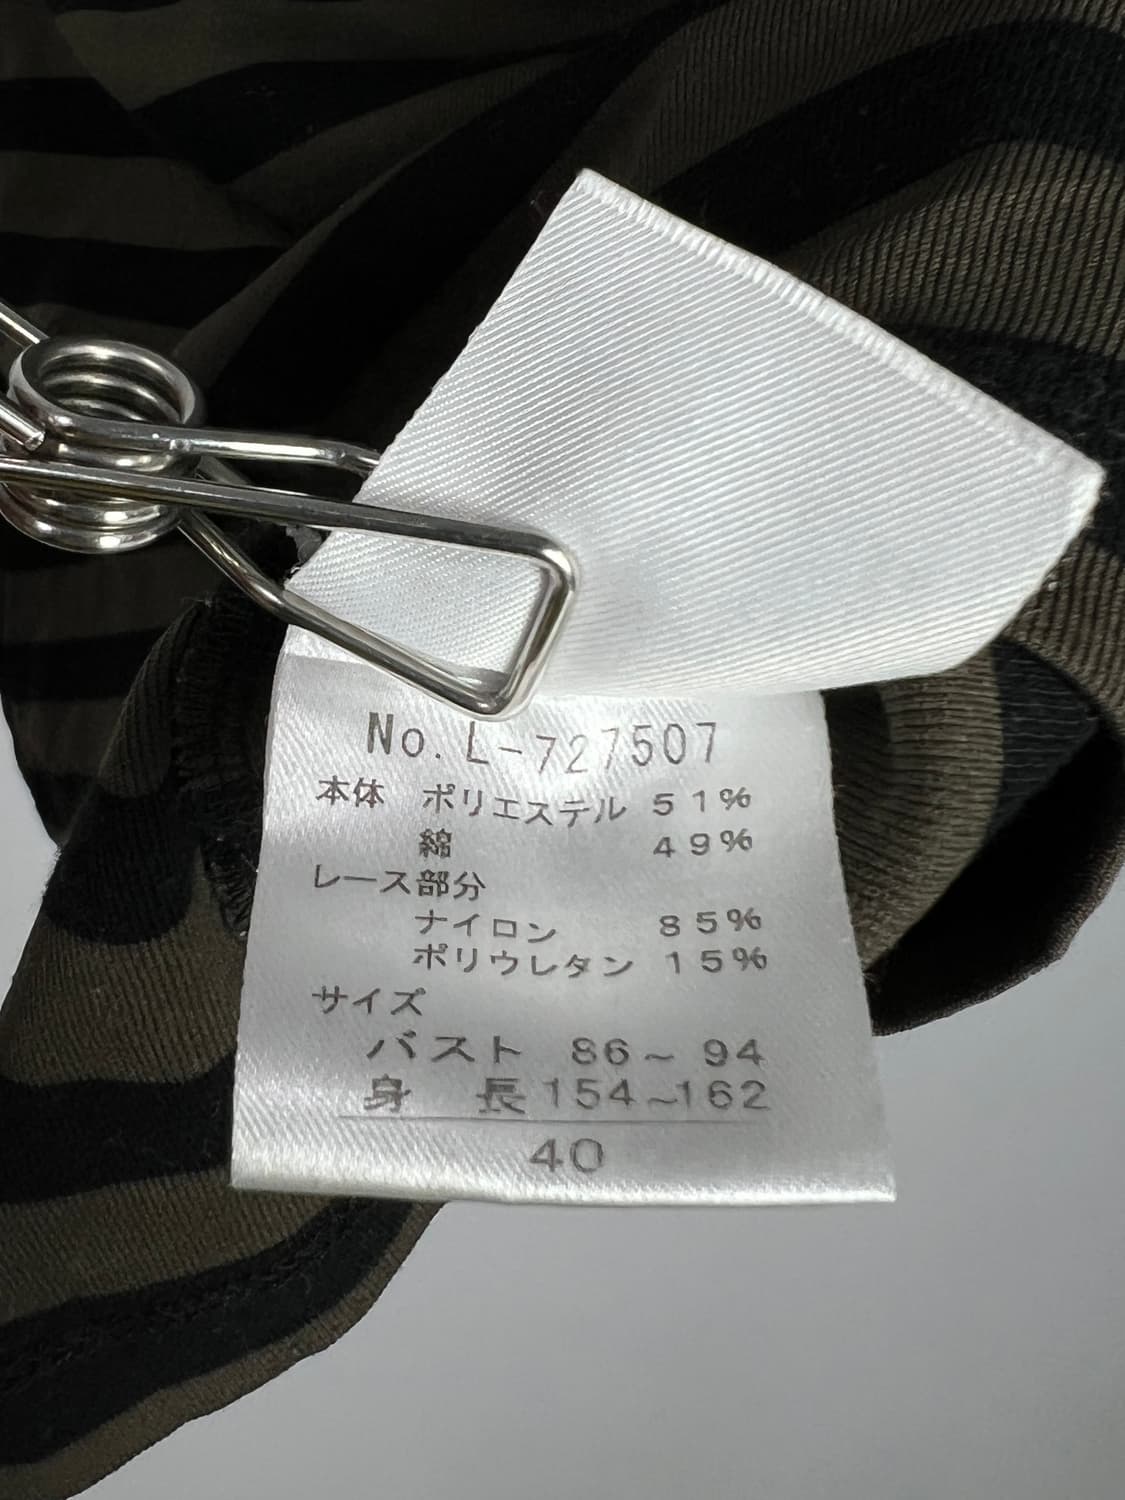 No. L-727507
本体 ポリエステル 51%
綿 49%
レース部分
ナイロン 85%
ポリウレタン 15%
サイズ
バスト 86～94
身 長 154～162
40